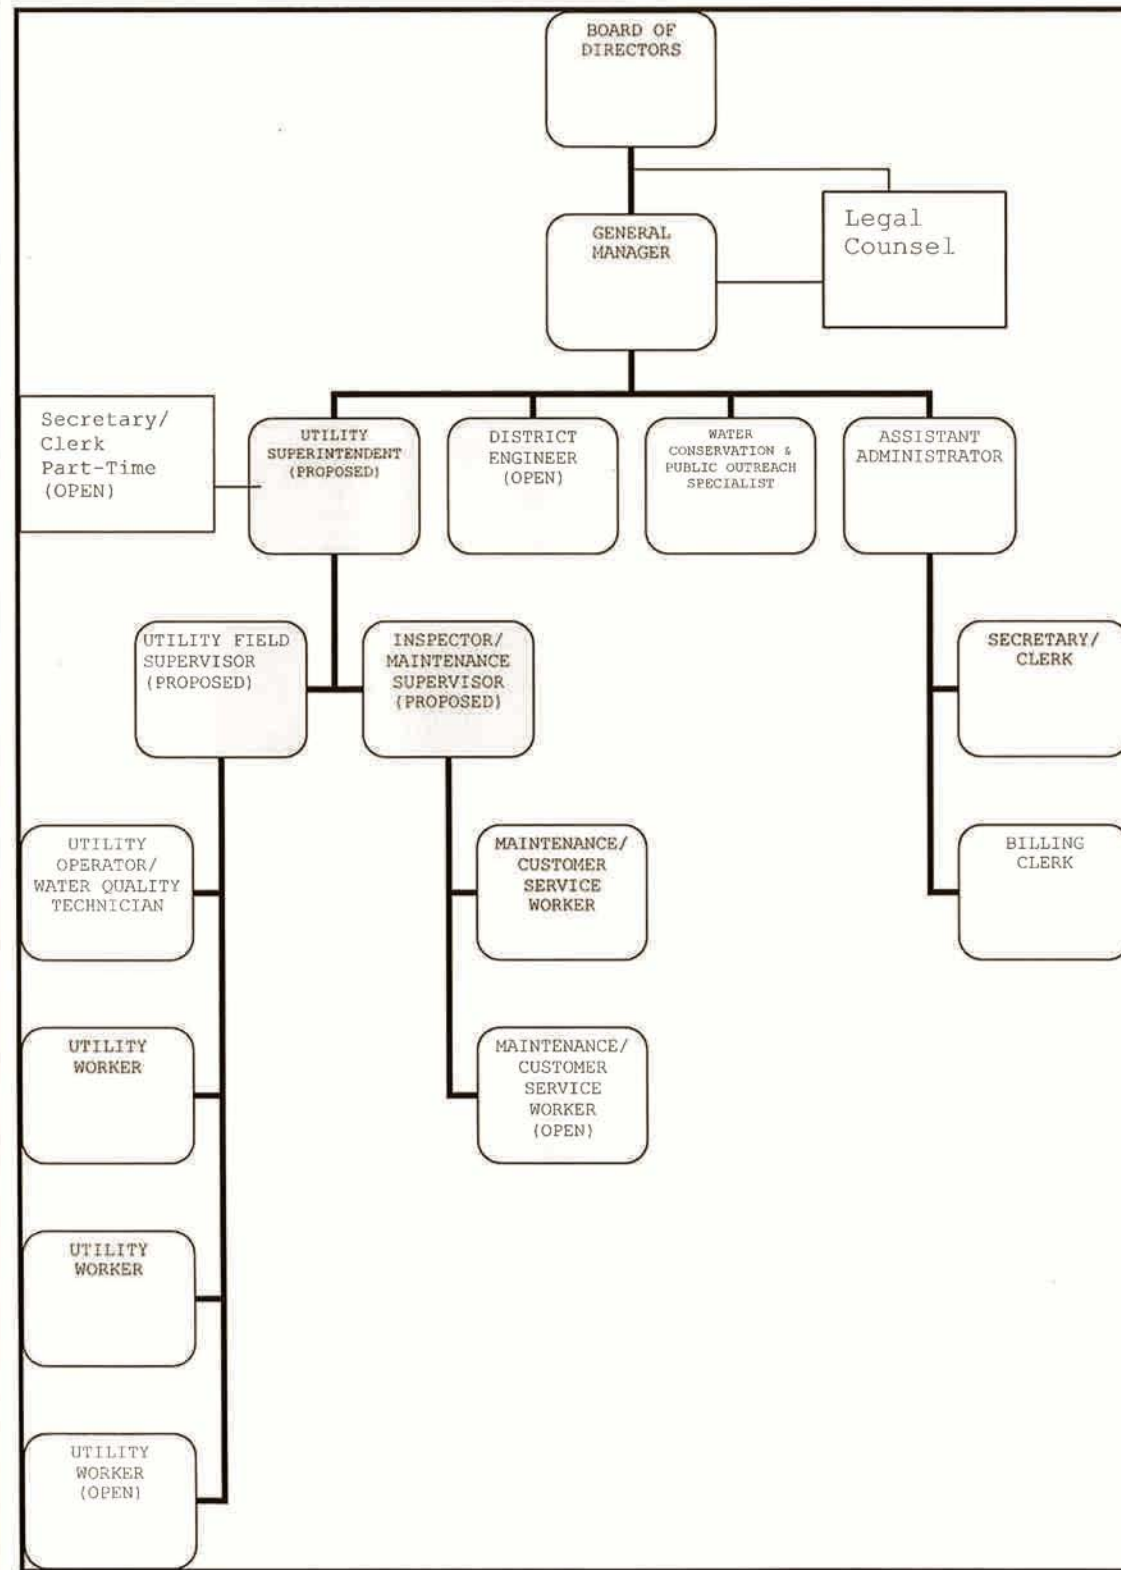 BOARD OF
DIRECTORS
GENERAL
MANAGER
Legal
Counsel
Secretary/
Clerk
Part-Time
(OPEN)
UTILITY
SUPERINTENDENT
(PROPOSED)
DISTRICT
ENGINEER
(OPEN)
WATER
CONSERVATION &
PUBLIC OUTREACH
SPECIALIST
ASSISTANT
ADMINISTRATOR
UTILITY FIELD
SUPERVISOR
(PROPOSED)
INSPECTOR/
MAINTENANCE
SUPERVISOR
(PROPOSED)
SECRETARY/
CLERK
UTILITY
OPERATOR/
WATER QUALITY
TECHNICIAN
MAINTENANCE/
CUSTOMER
SERVICE
WORKER
BILLING
CLERK
UTILITY
WORKER
MAINTENANCE/
CUSTOMER
SERVICE
WORKER
(OPEN)
UTILITY
WORKER
UTILITY
WORKER
(OPEN)